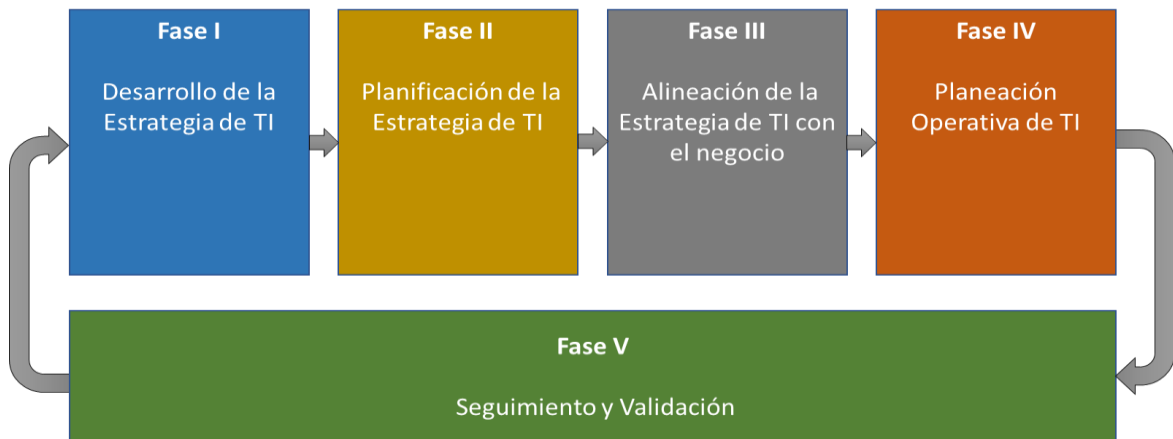 Fase I
Desarrollo de la
Estrategia de TI
Fase II
Planificación de la
Estrategia de TI
Fase III
Alineación de la
Estrategia de TI con
el negocio
Fase IV
Planeación
Operativa de TI
Fase V
Seguimiento y Validación